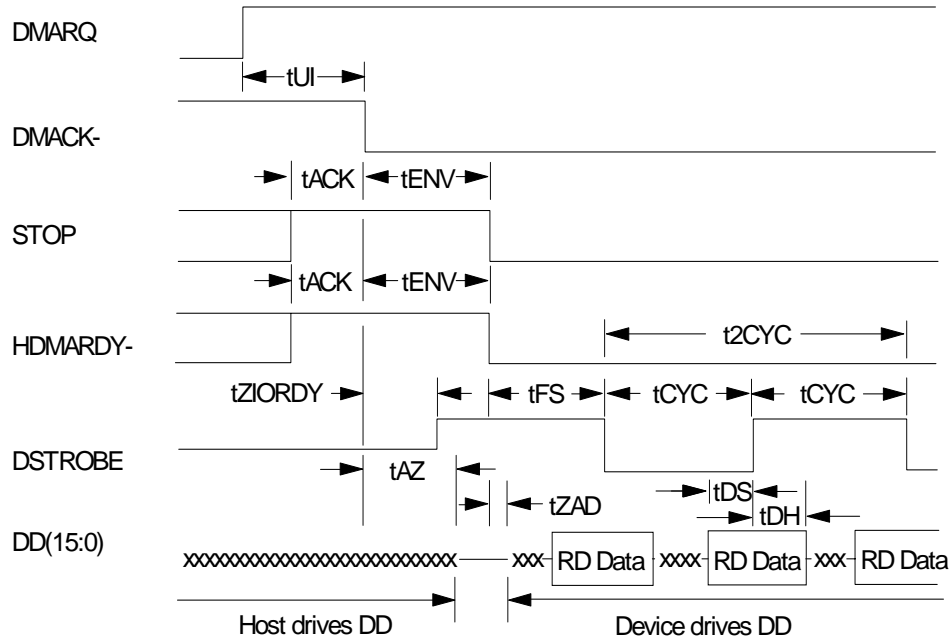 DMARQ
tUI
DMACK-
tACK tENV
STOP
tACK tENV
HDMARDY-
t2CYC
tZIORDY tFS tCYC tCYC
DSTROBE
tAZ
tDS
tZAD tDH
DD(15:0)
XXXXXXXXXXXXXXXXXXXXXXXXXX XXX RD Data XXXX RD Data XXX RD Data
Host drives DD Device drives DD